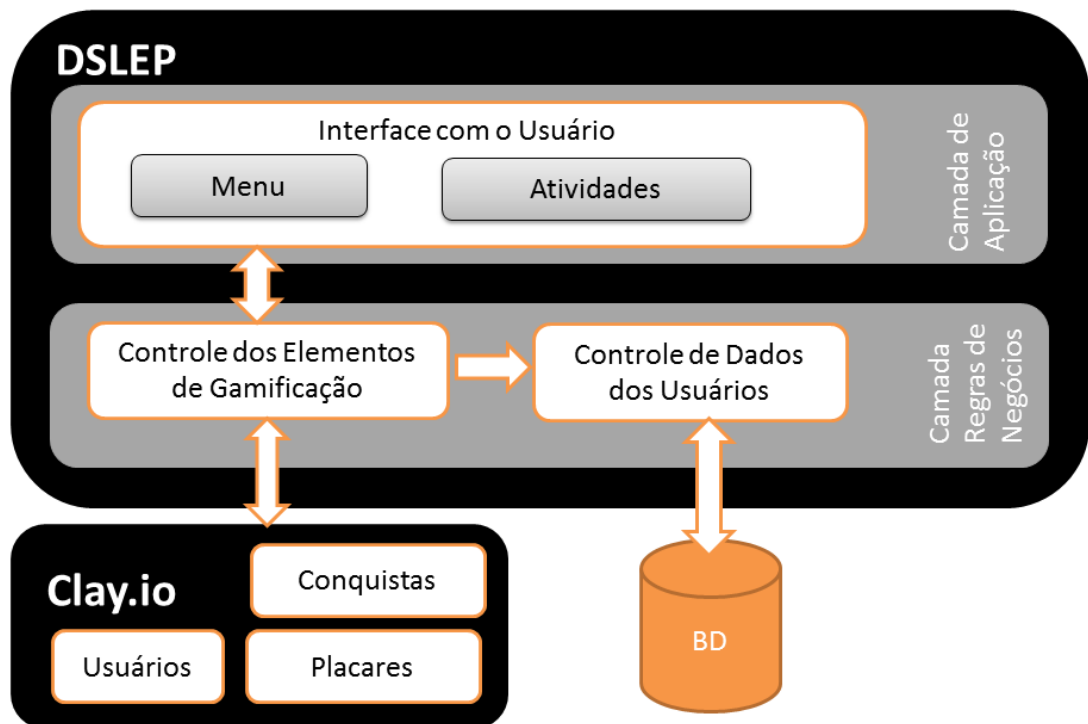 DSLEP
Interface com o Usuário
Menu
Atividades
Camada de
Aplicação
Controle dos Elementos
de Gamificação
Controle de Dados
dos Usuários
Camada
Regras de
Negócios
Clay.io
Conquistas
Usuários
Placares
BD